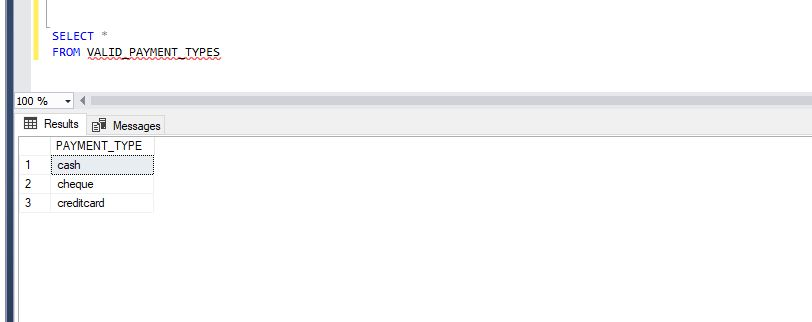 SELECT *
FROM VALID_PAYMENT_TYPES
100 %
Results Messages
PAYMENT_TYPE
1 cash
2 cheque
3 creditcard